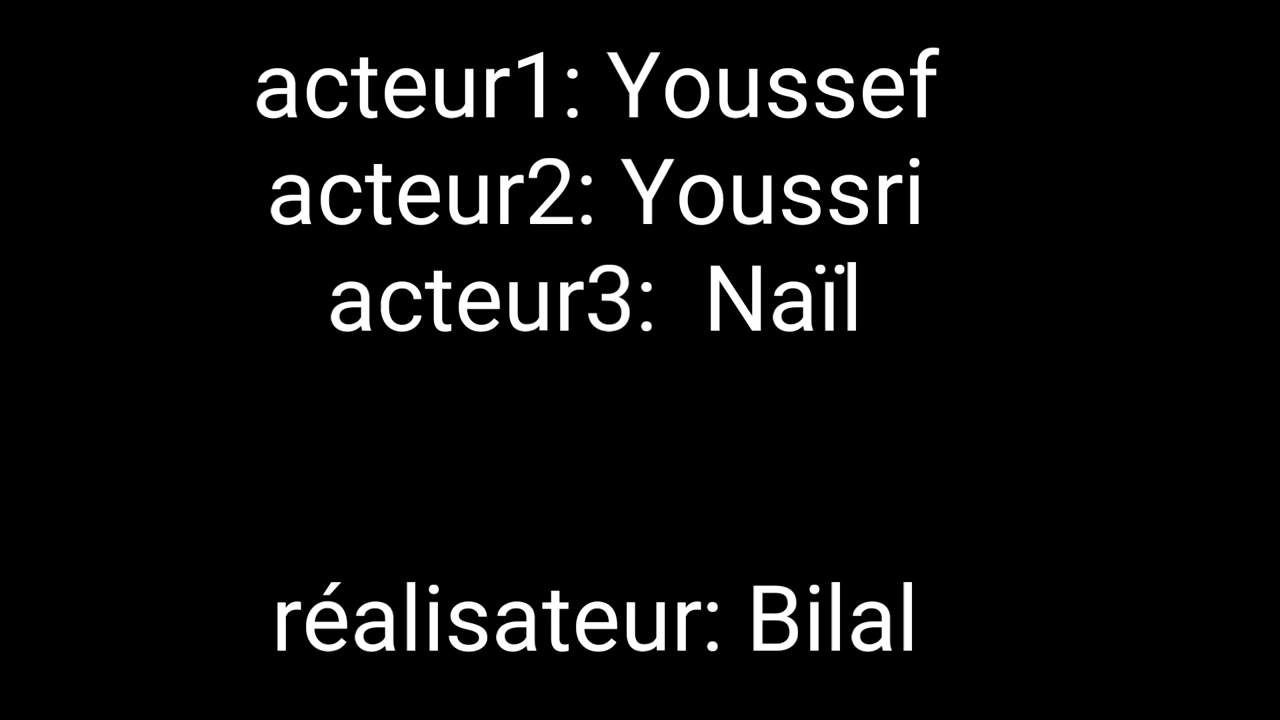 acteur1: Youssef
acteur2: Youssri
acteur3:  Naïl
réalisateur: Bilal